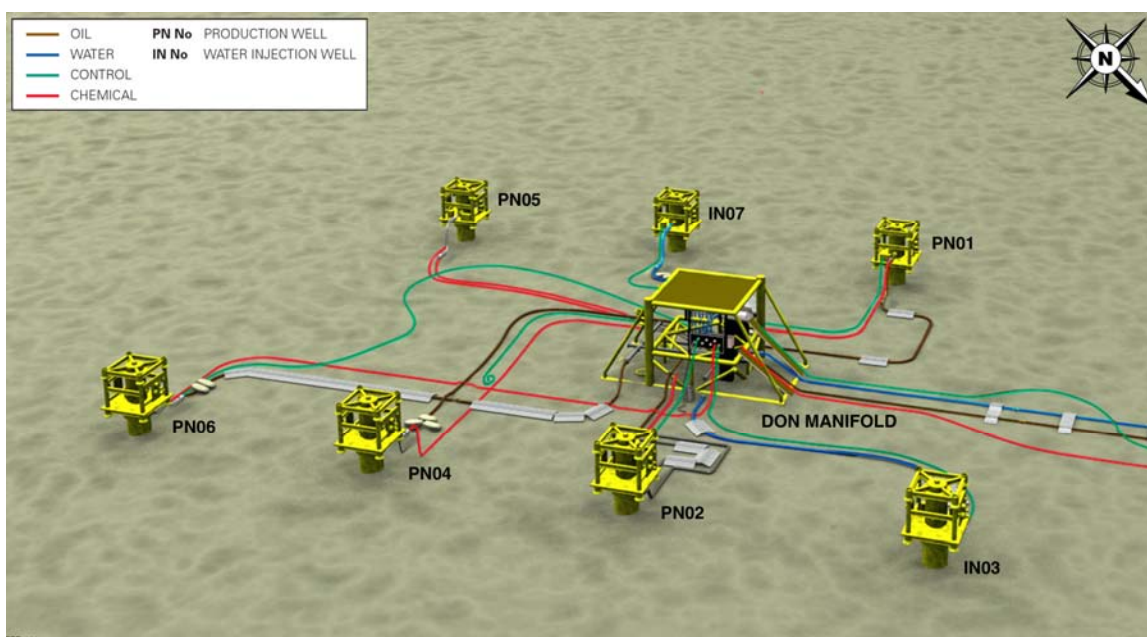 OIL PN No PRODUCTION WELL
WATER IN No WATER INJECTION WELL
CONTROL
CHEMICAL
N
PN05
IN07
PN01
DON MANIFOLD
PN06
PN04
PN02
IN03